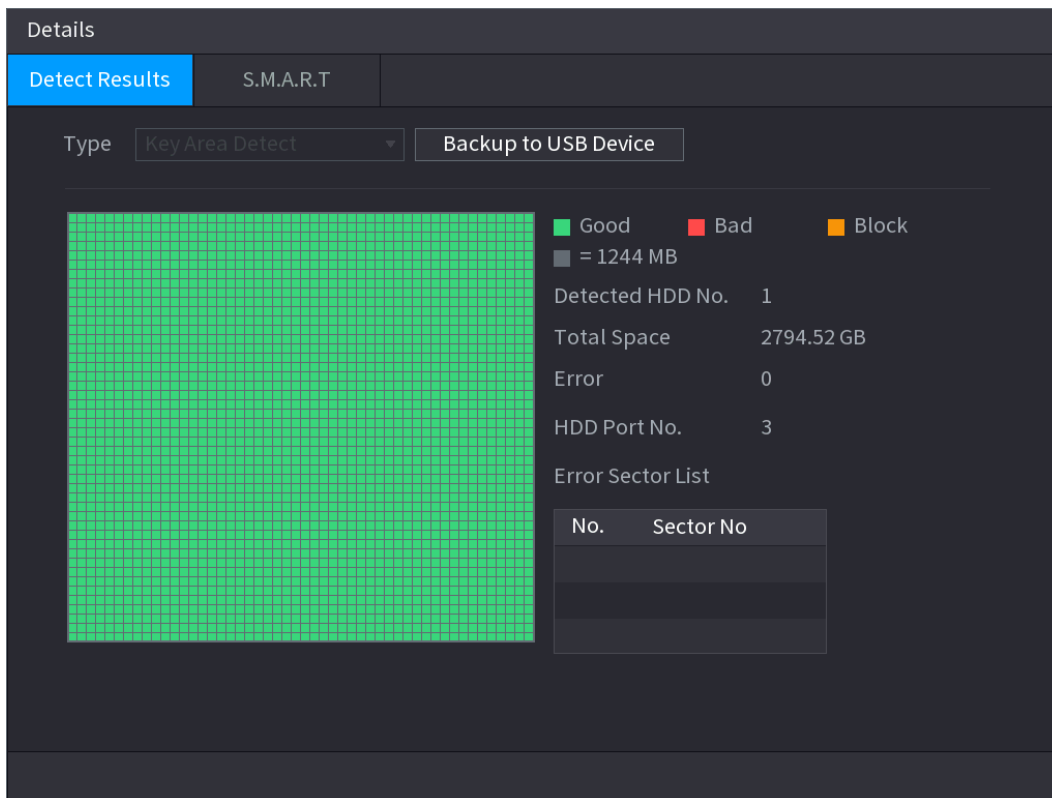 Details
Detect Results S.M.A.R.T
Type Key Area Detect Backup to USB Device
Good Bad Block
= 1244 MB
Detected HDD No. 1
Total Space 2794.52 GB
Error 0
HDD Port No. 3
Error Sector List
No. Sector No